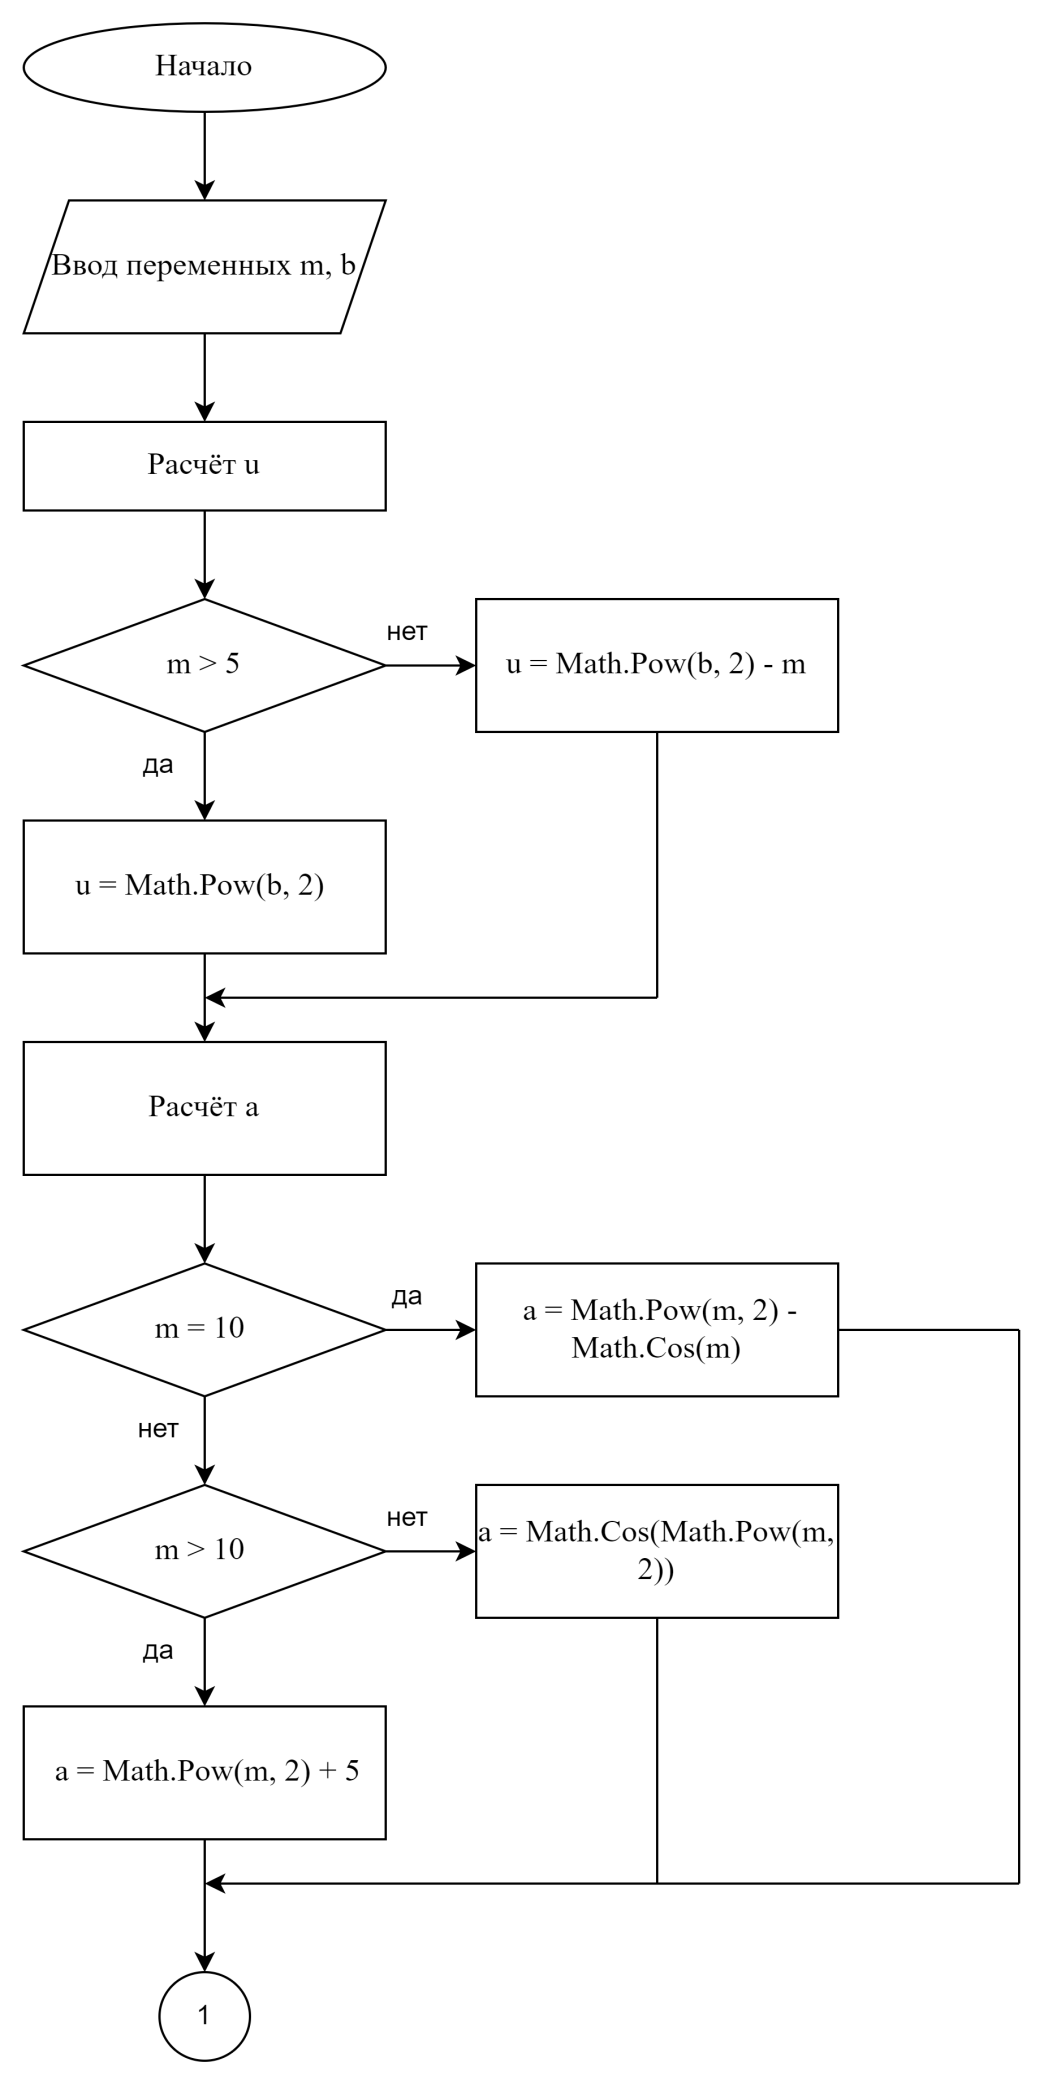 Начало
Ввод переменных m, b
Расчёт u
m > 5
нет
u = Math.Pow(b, 2) - m
да
u = Math.Pow(b, 2)
Расчёт a
m = 10
да
a = Math.Pow(m, 2) -
Math.Cos(m)
нет
m > 10
нет
a = Math.Cos(Math.Pow(m,
2))
да
a = Math.Pow(m, 2) + 5
1